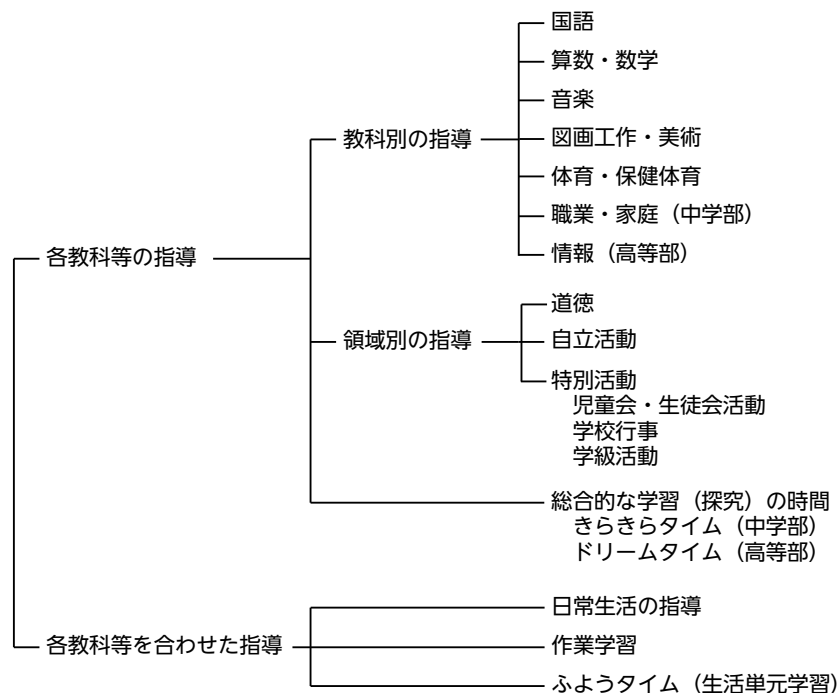 各教科等の指導
教科別の指導
国語
算数・数学
音楽
図画工作・美術
体育・保健体育
職業・家庭（中学部）
情報（高等部）
領域別の指導
道徳
自立活動
特別活動
児童会・生徒会活動
学校行事
学級活動
総合的な学習（探究）の時間
きらきらタイム（中学部）
ドリームタイム（高等部）
各教科等を合わせた指導
日常生活の指導
作業学習
ふようタイム（生活単元学習）